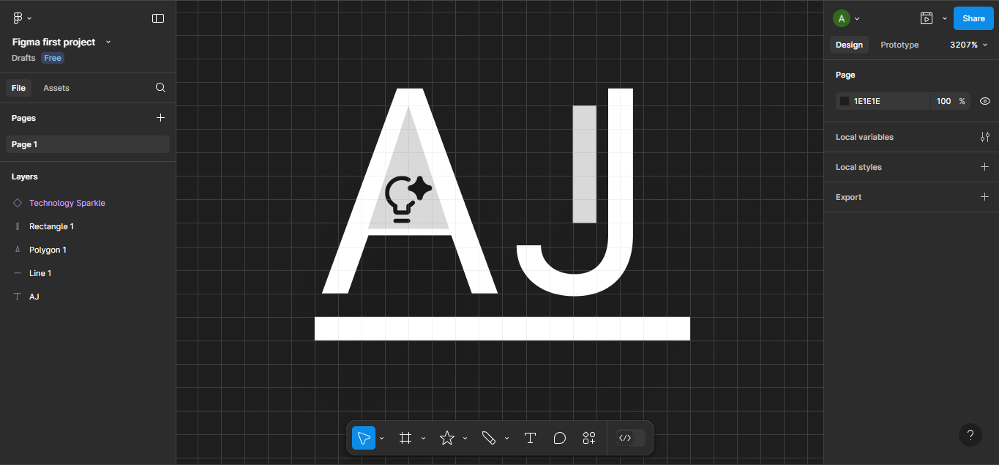 Figma first project
Drafts Free
File Assets
Pages
Page 1
Layers
Technology Sparkle
Rectangle 1
Polygon 1
Line 1
AJ
AJ
A
Share
Design Prototype 3207%
Page
1E1E1E 100 %
Local variables
Local styles
Export
?